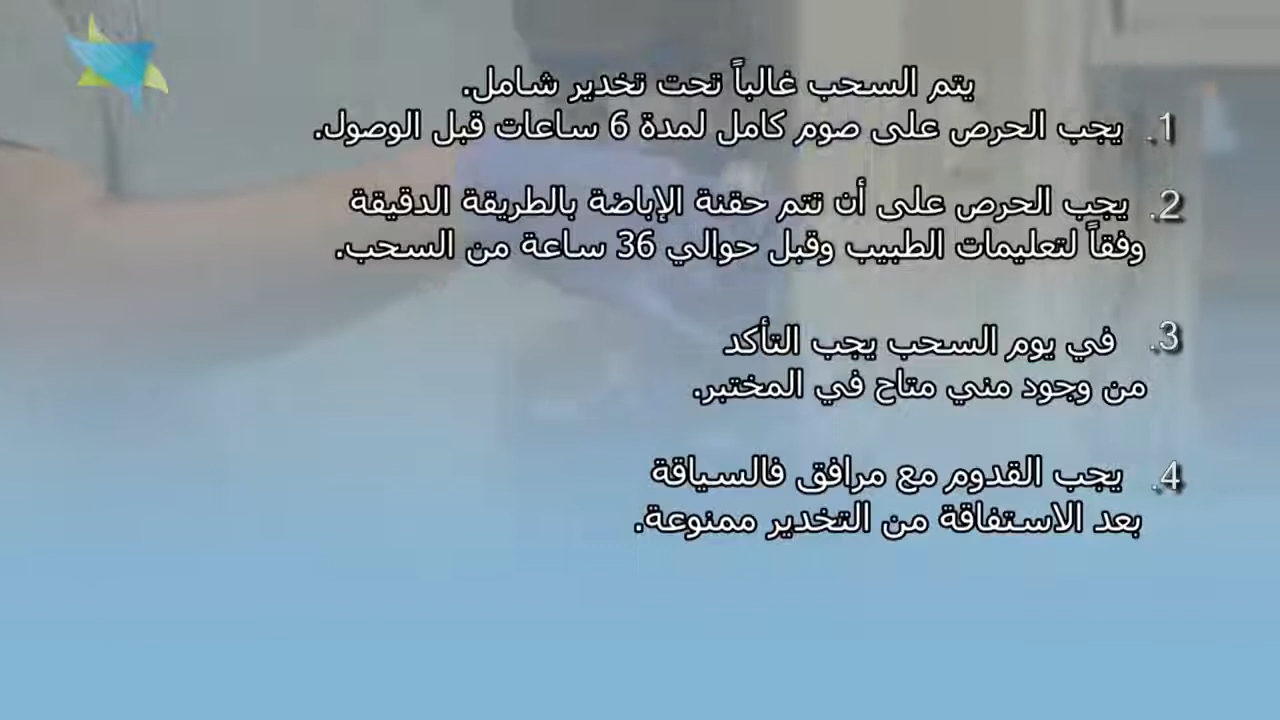 يتم السحب غالباً تحت تخدير شامل.
1. يجب الحرص على صوم كامل لمدة 6 ساعات قبل الوصول.
2. يجب الحرص على أن تتم حقنة الإباضة بالطريقة الدقيقة
وفقاً لتعليمات الطبيب وقبل حوالي 36 ساعة من السحب.
3. في يوم السحب يجب التأكد
من وجود مني متاح في المختبر.
4. يجب القدوم مع مرافق فالسياقة
بعد الاستفاقة من التخدير ممنوعة.